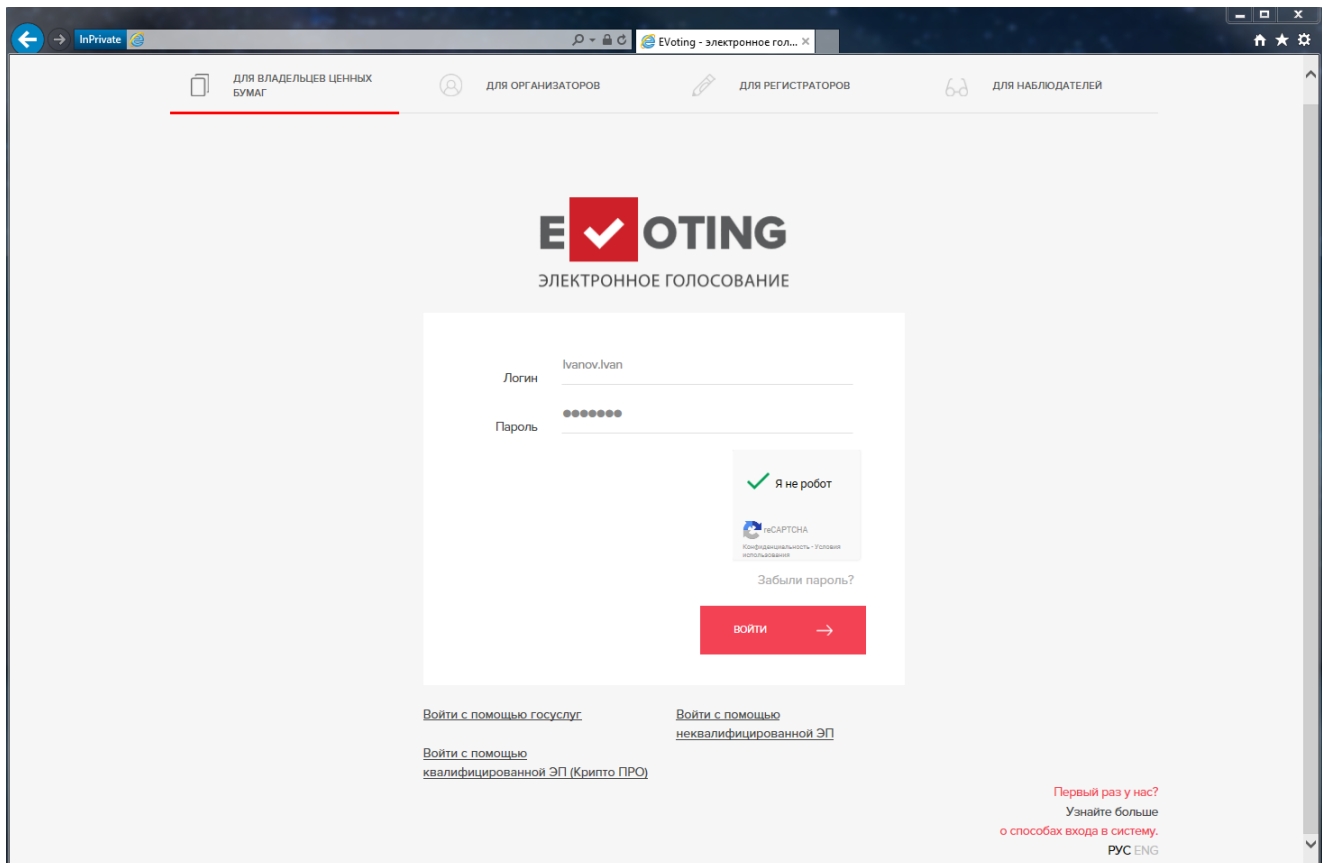 InPrivate
EVoting - электронное гол...
ДЛЯ ВЛАДЕЛЬЦЕВ ЦЕННЫХ
БУМАГ
ДЛЯ ОРГАНИЗАТОРОВ
ДЛЯ РЕГИСТРАТОРОВ
ДЛЯ НАБЛЮДАТЕЛЕЙ
E VOTING
ЭЛЕКТРОННОЕ ГОЛОСОВАНИЕ
Логин
Ivanov.Ivan
Пароль
Я не робот
reCAPTCHA
Конфиденциальность - Условия
использования
Забыли пароль?
ВОЙТИ
Войти с помощью госуслуг
Войти с помощью
неквалифицированной ЭП
Войти с помощью
квалифицированной ЭП (Крипто ПРО)
Первый раз у нас?
Узнайте больше
о способах входа в систему.
РУС ENG